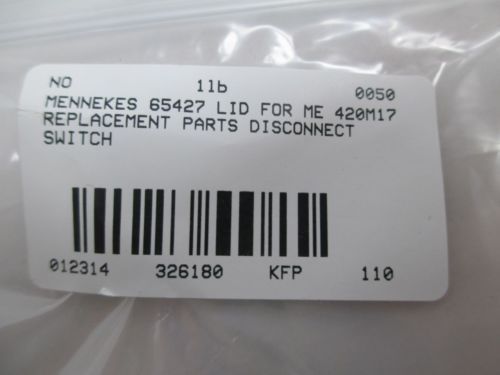 NO 1lb 0050
MENNEKES 65427 LID FOR ME 420M17
REPLACEMENT PARTS DISCONNECT
SWITCH
012314 326180 KFP 110